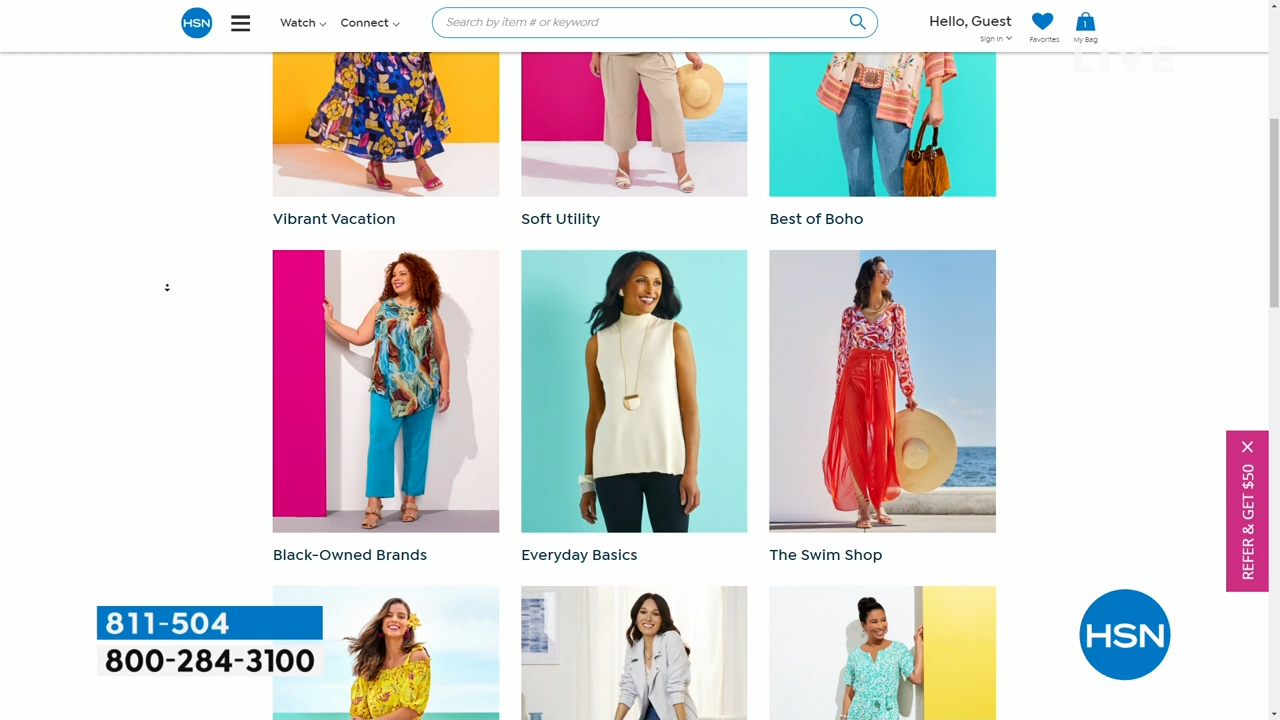 HSN
Watch
Connect
Search by item # or keyword
Hello, Guest
Sign In
Favorites
1
My Bag
LIVE
Vibrant Vacation
Soft Utility
Best of Boho
Black-Owned Brands
Everyday Basics
The Swim Shop
REFER & GET $50
811-504
800-284-3100
HSN